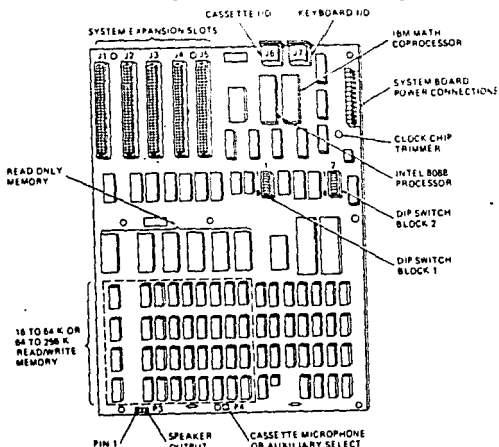 CASSETTE I/O KEYBOARD I/O
SYSTEM EXPANSION SLOTS
IBM MATH
COPROCESSOR
J1 J2 J3 J4 J5 J6 J7
SYSTEM BOARD
POWER CONNECTIONS
CLOCK CHIP
TRIMMER
INTEL 8088
PROCESSOR
READ ONLY
MEMORY
1 2
DIP SWITCH
BLOCK 2
DIP SWITCH
BLOCK 1
16 TO 64 K OR
64 TO 256 K
READ/WRITE
MEMORY
P3 P4
PIN 1
SPEAKER
OUTPUT
CASSETTE MICROPHONE
OR AUXILIARY SELECT